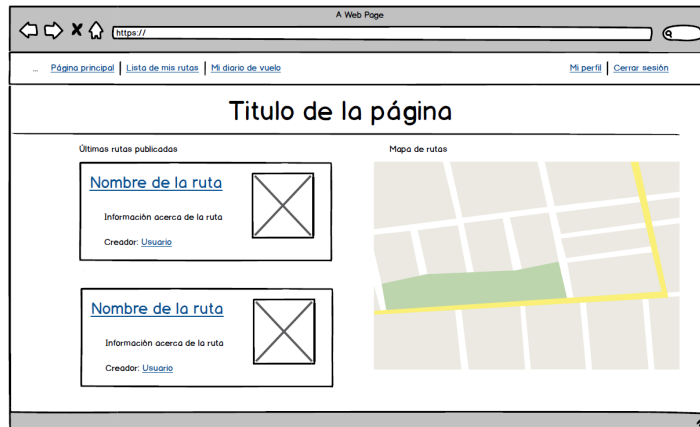 A Web Page
https://
... Página principal Lista de mis rutas Mi diario de vuelo Mi perfil Cerrar sesión
Titulo de la página
Últimas rutas publicadas
Nombre de la ruta
Información acerca de la ruta
Creador: Usuario
Nombre de la ruta
Información acerca de la ruta
Creador: Usuario
Mapa de rutas